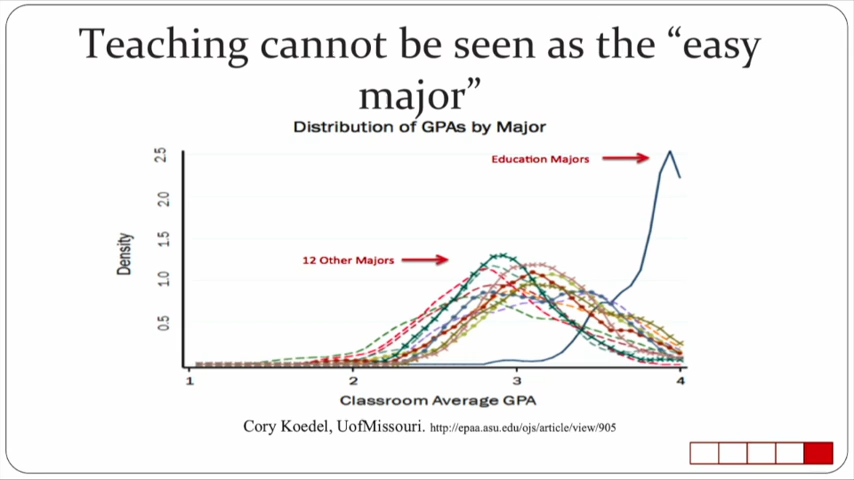 Teaching cannot be seen as the “easy
major”
Distribution of GPAs by Major
2.5
Education Majors
2.0
Density
1.5
12 Other Majors
1.0
0.5
1 2 3 4
Classroom Average GPA
Cory Koedel, UofMissouri. http://epaa.asu.edu/ojs/article/view/905